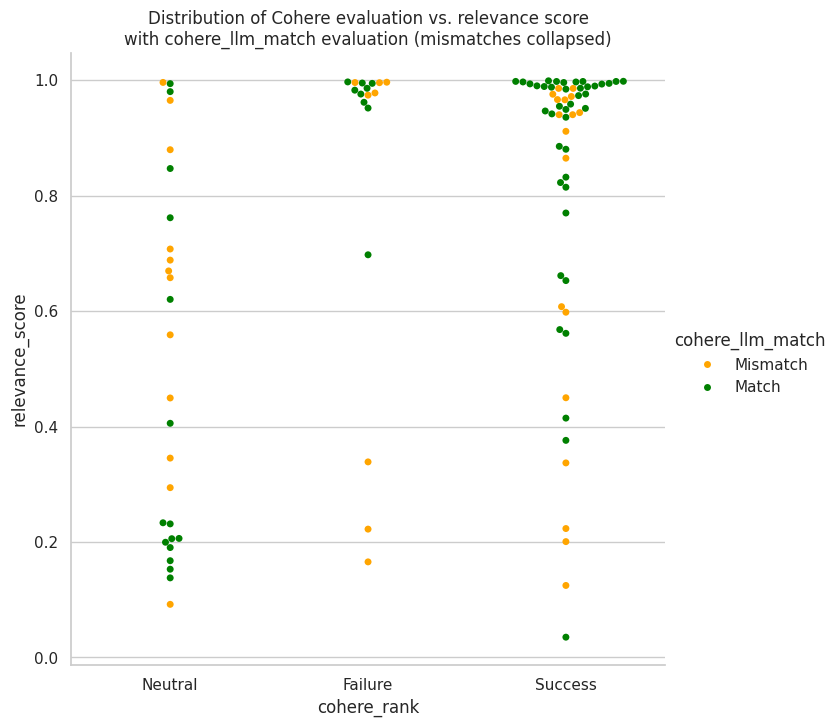 Distribution of Cohere evaluation vs. relevance score
with cohere_llm_match evaluation (mismatches collapsed)
relevance_score
1.0
0.8
0.6
0.4
0.2
0.0
Neutral
Failure
Success
cohere_rank
cohere_llm_match
Mismatch
Match